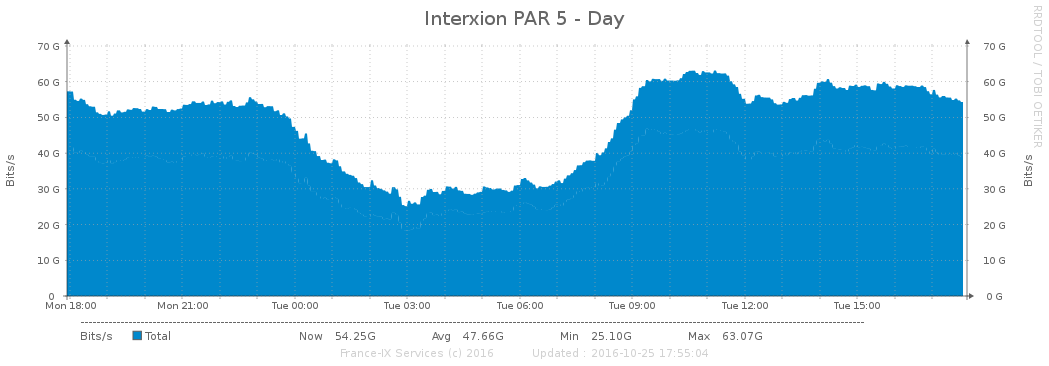 Interxion PAR 5 - Day
RRDTOOL / TOBI OETIKER
Bits/s
70 G 70 G
60 G 60 G
50 G 50 G
40 G 40 G
30 G 30 G
20 G 20 G
10 G 10 G
0 0 G
Bits/s
Mon 18:00 Mon 21:00 Tue 00:00 Tue 03:00 Tue 06:00 Tue 09:00 Tue 12:00 Tue 15:00
Bits/s Total Now 54.25G Avg 47.66G Min 25.10G Max 63.07G
France-IX Services (c) 2016 Updated : 2016-10-25 17:55:04